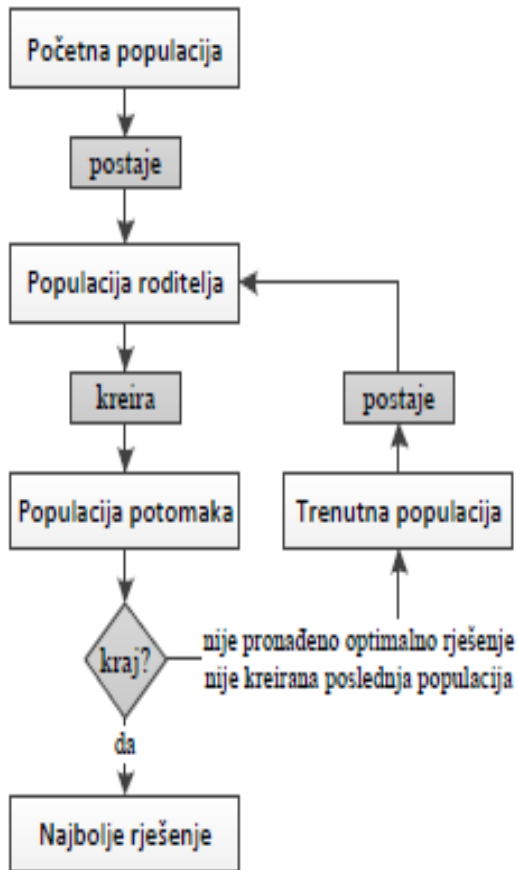 Početna populacija
postaje
Populacija roditelja
kreira
postaje
Populacija potomaka
Trenutna populacija
kraj?
nije pronađeno optimalno rješenje
nije kreirana poslednja populacija
da
Najbolje rješenje